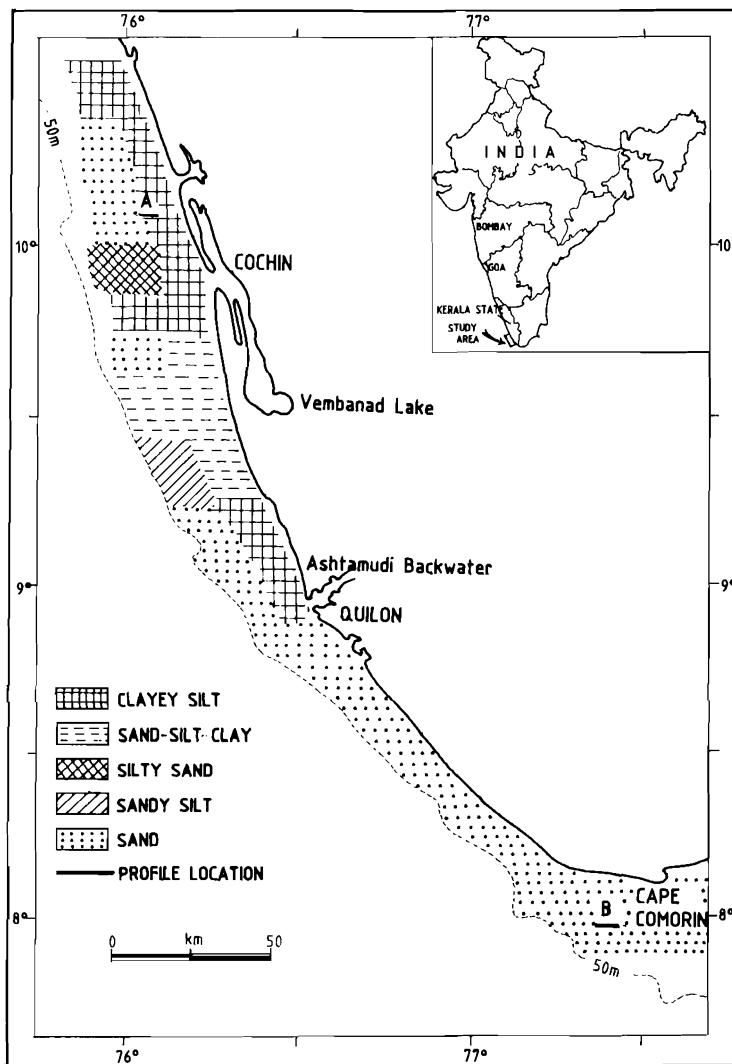 76°
77°
50m
INDIA
BOMBAY
GOA
KERALA STATE
STUDY
AREA
A
10°
10°
COCHIN
Vembanad Lake
Ashtamudi Backwater
9°
9°
QUILON
CLAYEY SILT
SAND-SILT-CLAY
SILTY SAND
SANDY SILT
SAND
PROFILE LOCATION
B
CAPE
COMORIN
8°
8°
0 km 50
50m
76°
77°